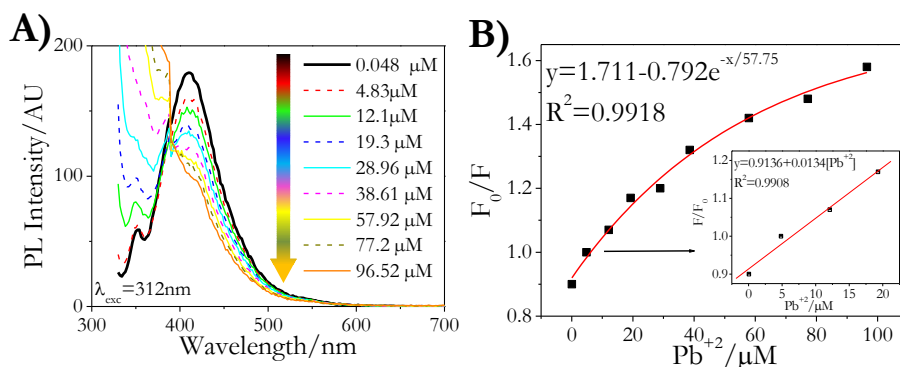 A)
200
100
0
300
400
500
600
700
PL Intensity/AU
Wavelength/nm
λexc=312nm
0.048 μM
4.83μM
12.1μM
19.3 μM
28.96 μM
38.61 μM
57.92 μM
77.2 μM
96.52 μM
B)
y=1.711-0.792e-x/57.75
R2=0.9918
1.6
1.4
1.2
1.0
0.8
0
20
40
60
80
100
F0/F
Pb+2/μM
y=0.9136+0.0134[Pb+2]
R2=0.9908
1.2
1.1
1.0
0.9
0
5
10
15
20
F/F0
Pb+2/μM